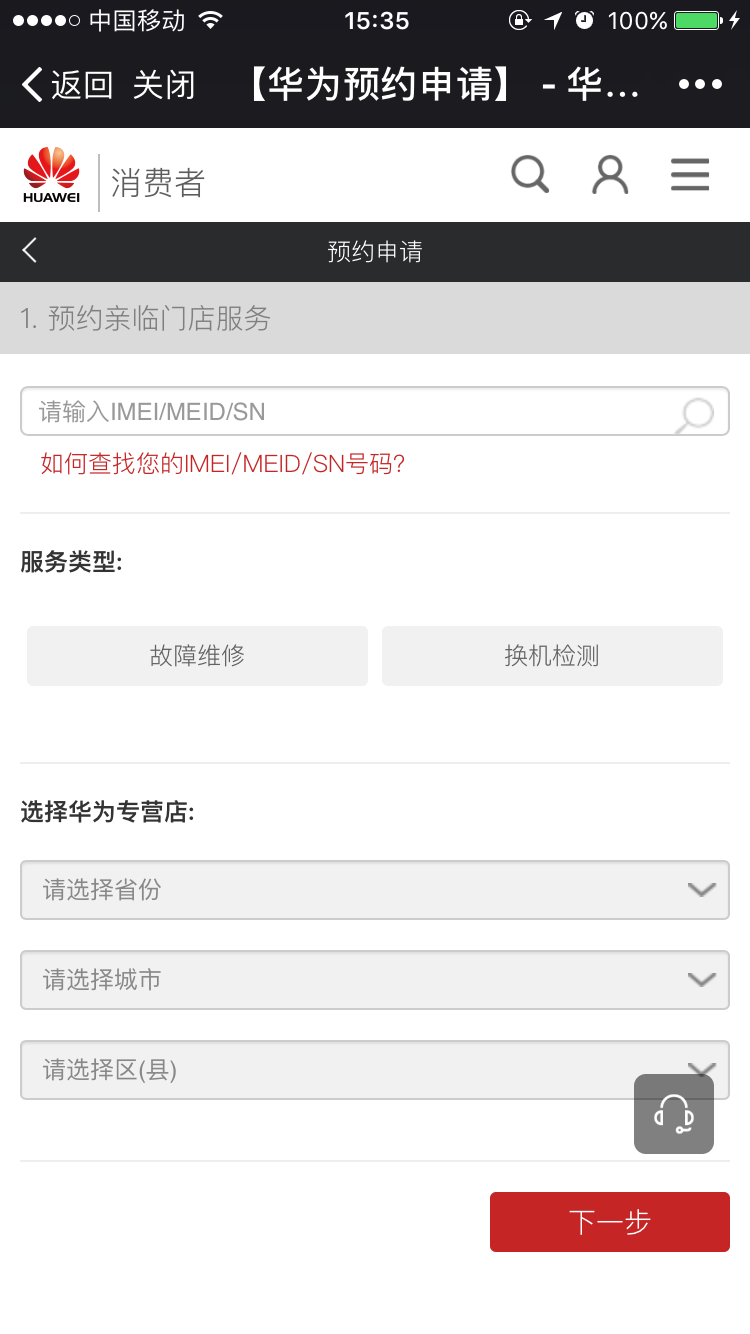 中国移动 15:35 100%
返回 关闭 【华为预约申请】 - 华...
HUAWEI 消费者
预约申请
1. 预约亲临门店服务
请输入IMEI/MEID/SN
如何查找您的IMEI/MEID/SN号码?
服务类型:
故障维修 换机检测
选择华为专营店:
请选择省份
请选择城市
请选择区(县)
下一步